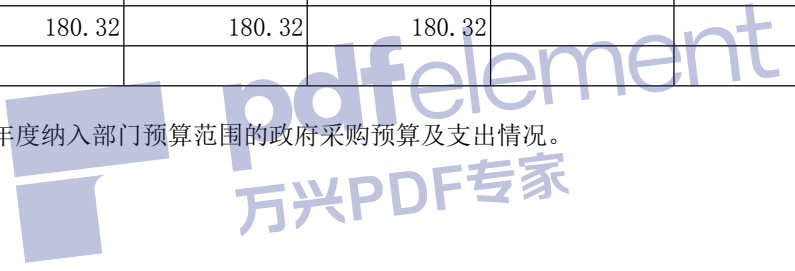 180.32 180.32 180.32
pdfelement
年度纳入部门预算范围的政府采购预算及支出情况。
万兴PDF专家